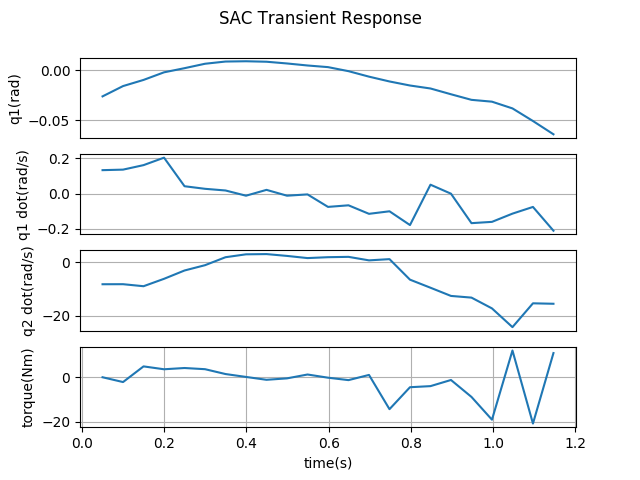 SAC Transient Response
q1(rad)
0.00
−0.05
q1 dot(rad/s)
0.2
0.0
−0.2
q2 dot(rad/s)
0
−20
torque(Nm)
0
−20
0.0 0.2 0.4 0.6 0.8 1.0 1.2
time(s)